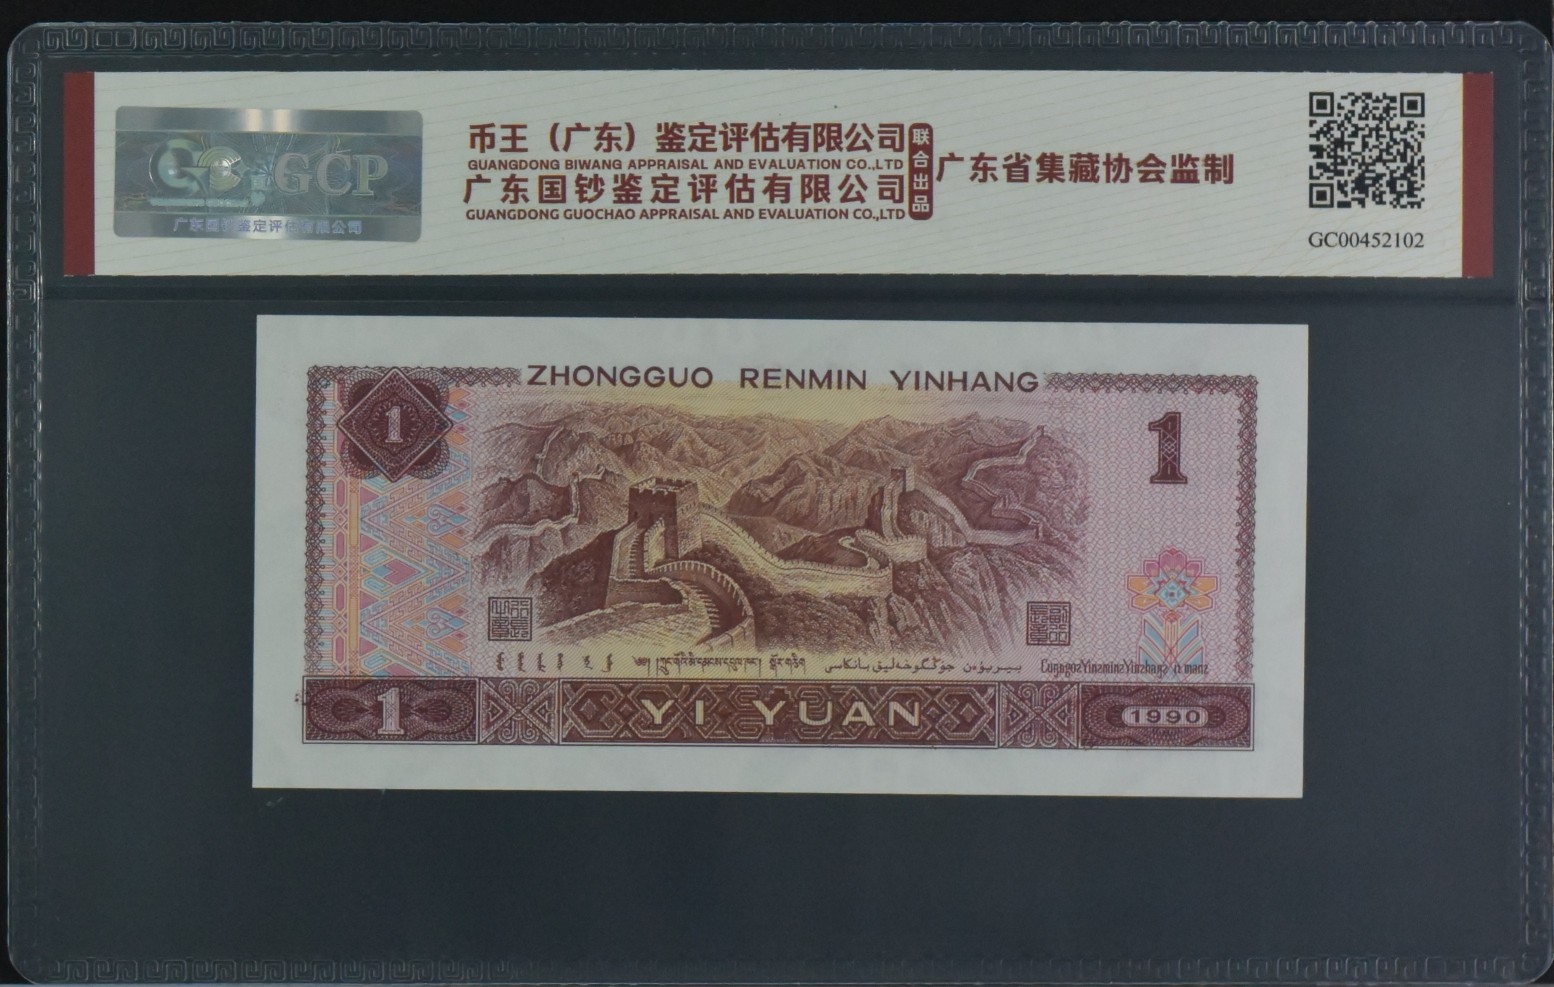 GCP
广东国钞鉴定评估有限公司
币王（广东）鉴定评估有限公司
GUANGDONG BIWANG APPRAISAL AND EVALUATION CO.,LTD
广东国钞鉴定评估有限公司
GUANGDONG GUOCHAO APPRAISAL AND EVALUATION CO.,LTD
联合出品
广东省集藏协会监制
GC00452102
ZHONGGUO RENMIN YINHANG
1
1
1
YI YUAN
1990